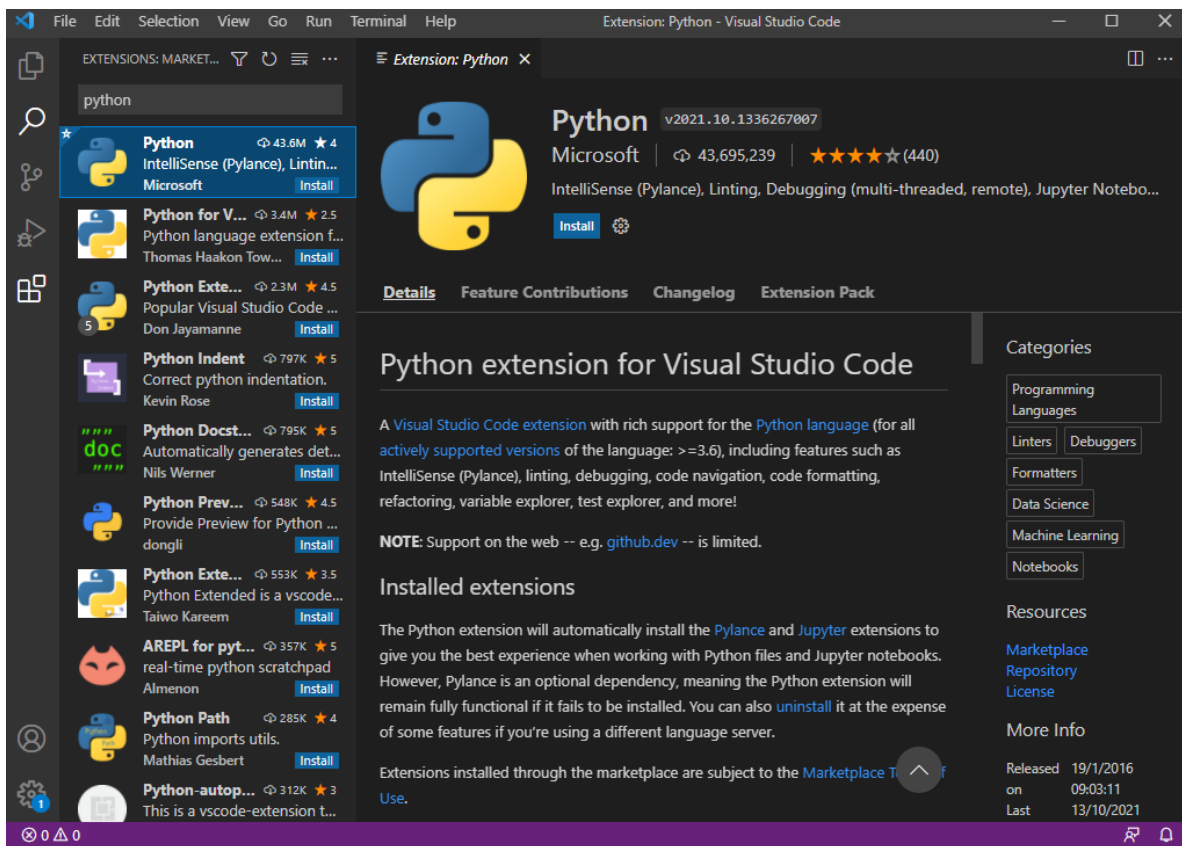 File Edit Selection View Go Run Terminal Help
Extension: Python - Visual Studio Code
EXTENSIONS: MARKET...
python
Python 43.6M ★ 4
IntelliSense (Pylance), Lintin...
Microsoft Install
Python for V... 3.4M ★ 2.5
Python language extension f...
Thomas Haakon Tow... Install
Python Exte... 2.3M ★ 4.5
Popular Visual Studio Code ...
5 Don Jayamanne Install
Python Indent 797K ★ 5
Correct python indentation.
Kevin Rose Install
""" doc """
Python Docst... 795K ★ 5
Automatically generates det...
Nils Werner Install
Python Prev... 548K ★ 4.5
Provide Preview for Python ...
dongli Install
Python Exte... 553K ★ 3.5
Python Extended is a vscode...
Taiwo Kareem Install
AREPL for pyt... 357K ★ 5
real-time python scratchpad
Almenon Install
Python Path 285K ★ 4
Python imports utils.
Mathias Gesbert Install
Python-autop... 312K ★ 3
This is a vscode-extension t...
Extension: Python
Python v2021.10.1336267007
Microsoft | 43,695,239 | ★★★★☆(440)
IntelliSense (Pylance), Linting, Debugging (multi-threaded, remote), Jupyter Notebo...
Install
Details Feature Contributions Changelog Extension Pack
Python extension for Visual Studio Code
A Visual Studio Code extension with rich support for the Python language (for all
actively supported versions of the language: >=3.6), including features such as
IntelliSense (Pylance), linting, debugging, code navigation, code formatting,
refactoring, variable explorer, test explorer, and more!
NOTE: Support on the web -- e.g. github.dev -- is limited.
Installed extensions
The Python extension will automatically install the Pylance and Jupyter extensions to
give you the best experience when working with Python files and Jupyter notebooks.
However, Pylance is an optional dependency, meaning the Python extension will
remain fully functional if it fails to be installed. You can also uninstall it at the expense
of some features if you're using a different language server.
Extensions installed through the marketplace are subject to the Marketplace
Use.
Categories
Programming
Languages
Linters Debuggers
Formatters
Data Science
Machine Learning
Notebooks
Resources
Marketplace
Repository
License
More Info
Released 19/1/2016
on 09:03:11
Last 13/10/2021
1
0 0